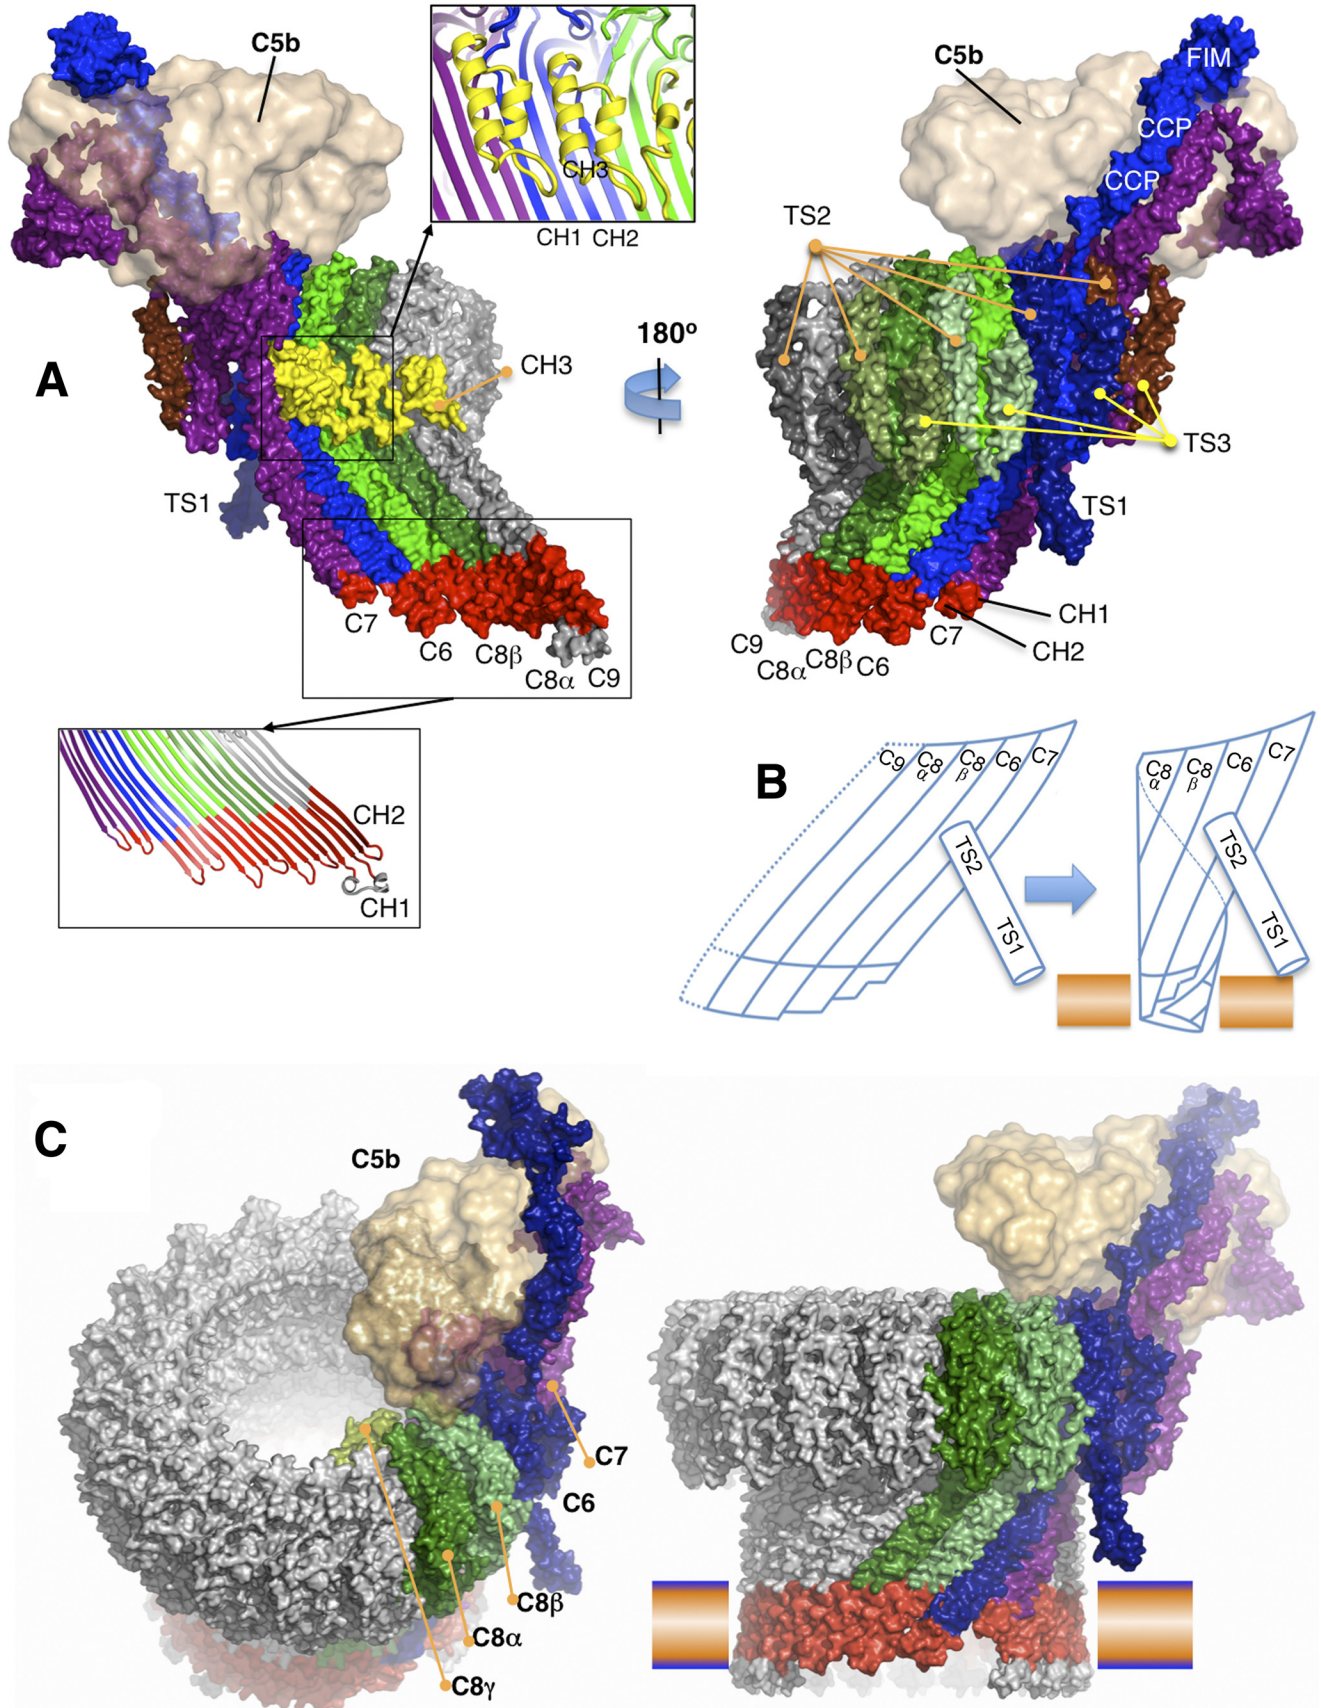 C5b
CH3
CH1 CH2
A
CH3
TS1
C7
C6
C8β
C8α
C9
CH2
CH1
180º
C5b
FIM
CCP
CCP
TS2
TS3
TS1
CH1
CH2
C7
C9
C8α
C8β
C6
B
C9
C8
α
C8
β
C6
C7
TS2
TS1
C8
α
C8
β
C6
C7
TS2
TS1
C
C5b
C7
C6
C8β
C8α
C8γ